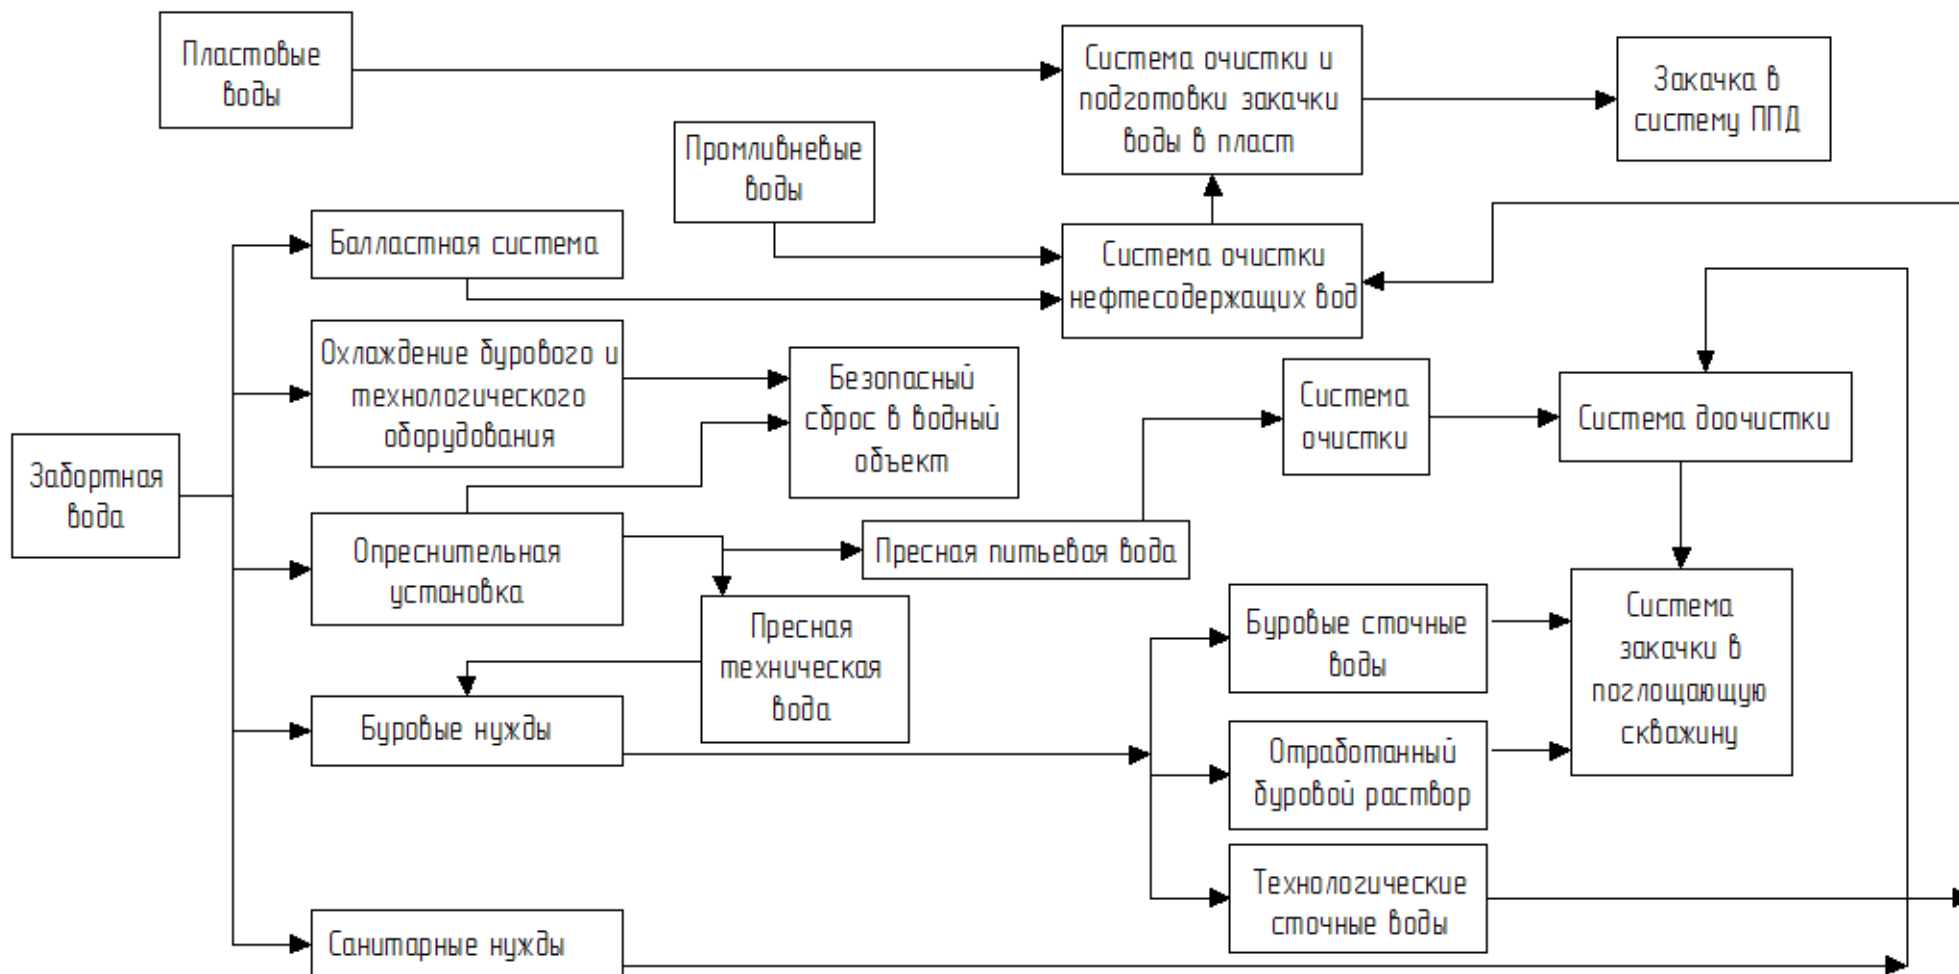 Пластовые
воды
Система очистки и
подготовки закачки
воды в пласт
Закачка в
систему ППД
Промливневые
воды
Балластная система
Система очистки
нефтесодержащих вод
Охлаждение бурового и
технологического
оборудования
Безопасный
сброс в водный
объект
Система
очистки
Система доочистки
Забортная
вода
Опреснительная
установка
Пресная питьевая вода
Пресная
техническая
вода
Буровые сточные
воды
Система
закачки в
поглощающую
скважину
Буровые нужды
Отработанный
буровой раствор
Технологические
сточные воды
Санитарные нужды